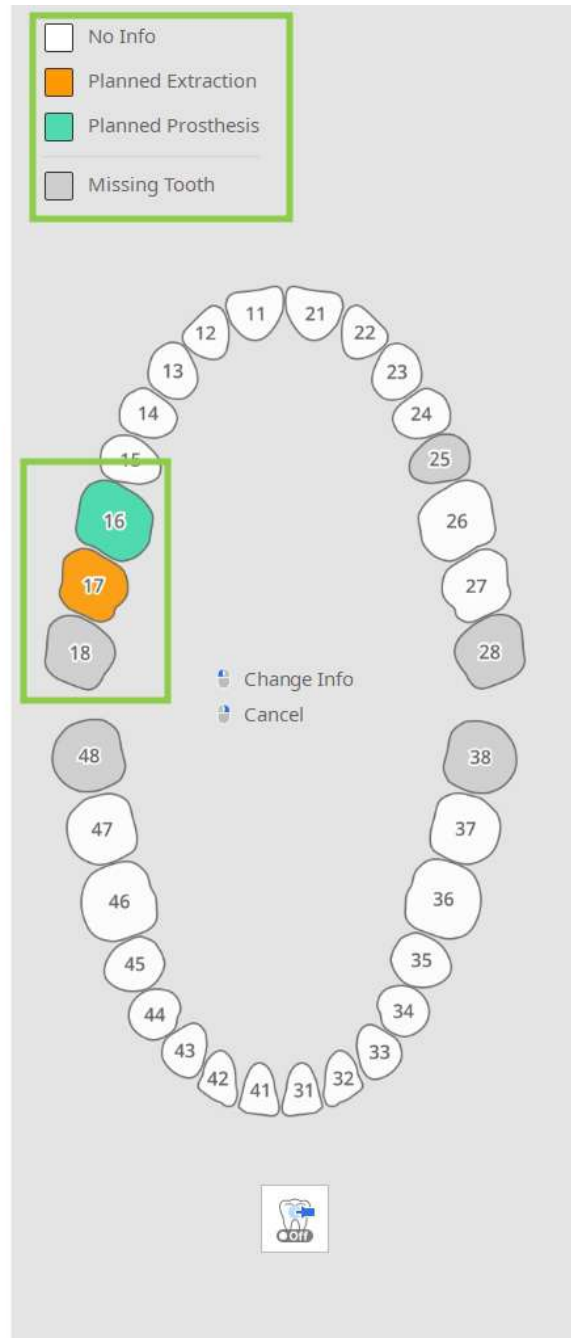 No Info
Planned Extraction
Planned Prosthesis
Missing Tooth
11 21
12 22
13 23
14 24
15 25
16 26
17 27
18 28
Change Info
Cancel
48 38
47 37
46 36
45 35
44 34
43 33
42 41 31 32
Off